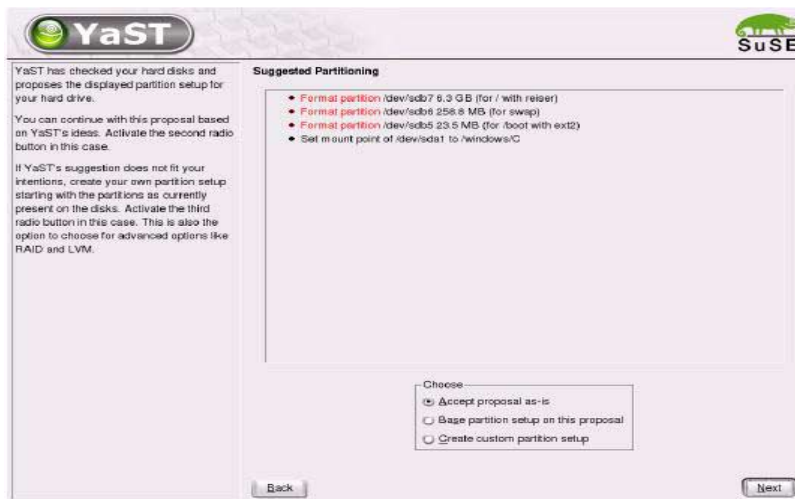 YaST
SuSE
YaST has checked your hard disks and
proposes the displayed partition setup for
your hard drive.
You can continue with this proposal based
on YaST's ideas. Activate the second radio
button in this case.
If YaST's suggestion does not fit your
intentions, create your own partition setup
starting with the partitions as currently
present on the disks. Activate the third
radio button in this case. This is also the
option to choose for advanced options like
RAID and LVM.
Suggested Partitioning
Format partition /dev/sdb7 6.3 GB (for / with reiser)
Format partition /dev/sdb6 258.8 MB (for swap)
Format partition /dev/sdb5 23.5 MB (for /boot with ext2)
Set mount point of /dev/sda1 to /windows/C
Choose
Accept proposal as-is
Base partition setup on this proposal
Create custom partition setup
Back
Next